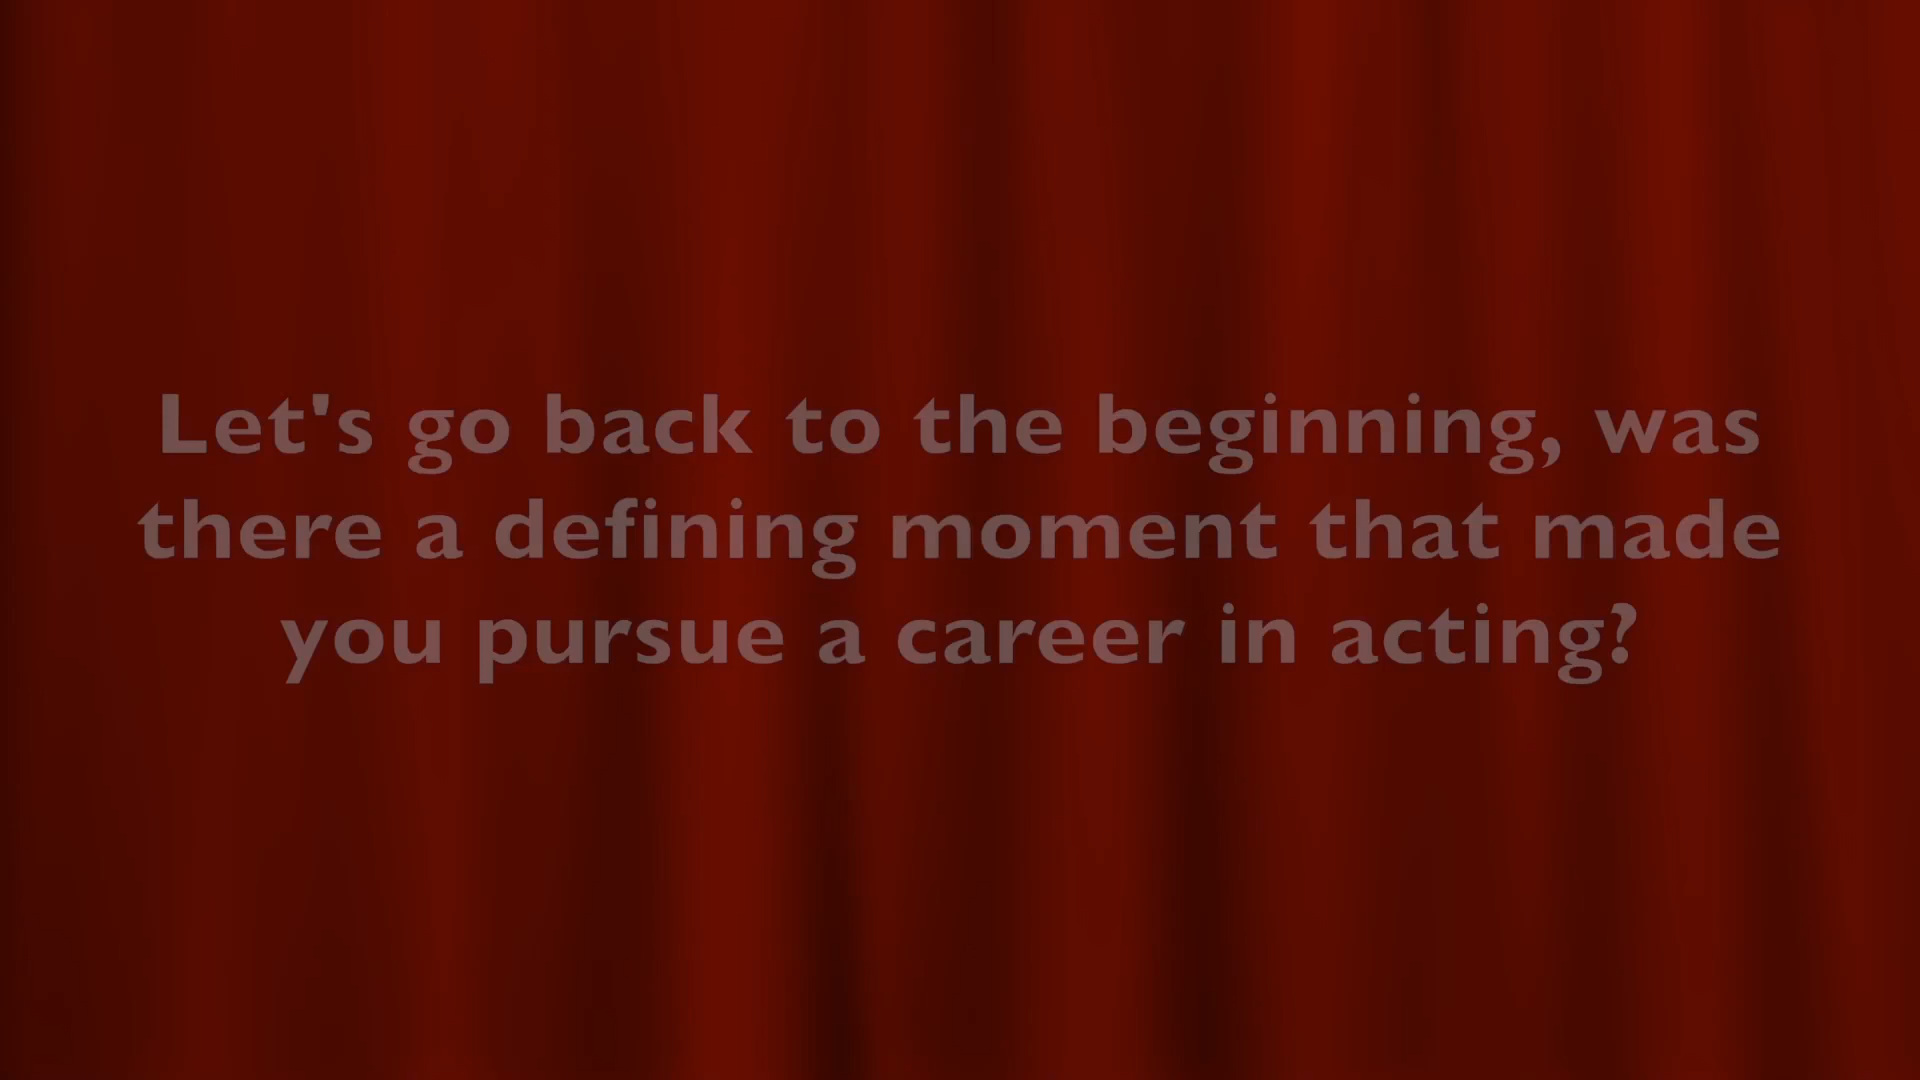 Let's go back to the beginning, was
there a defining moment that made
you pursue a career in acting?